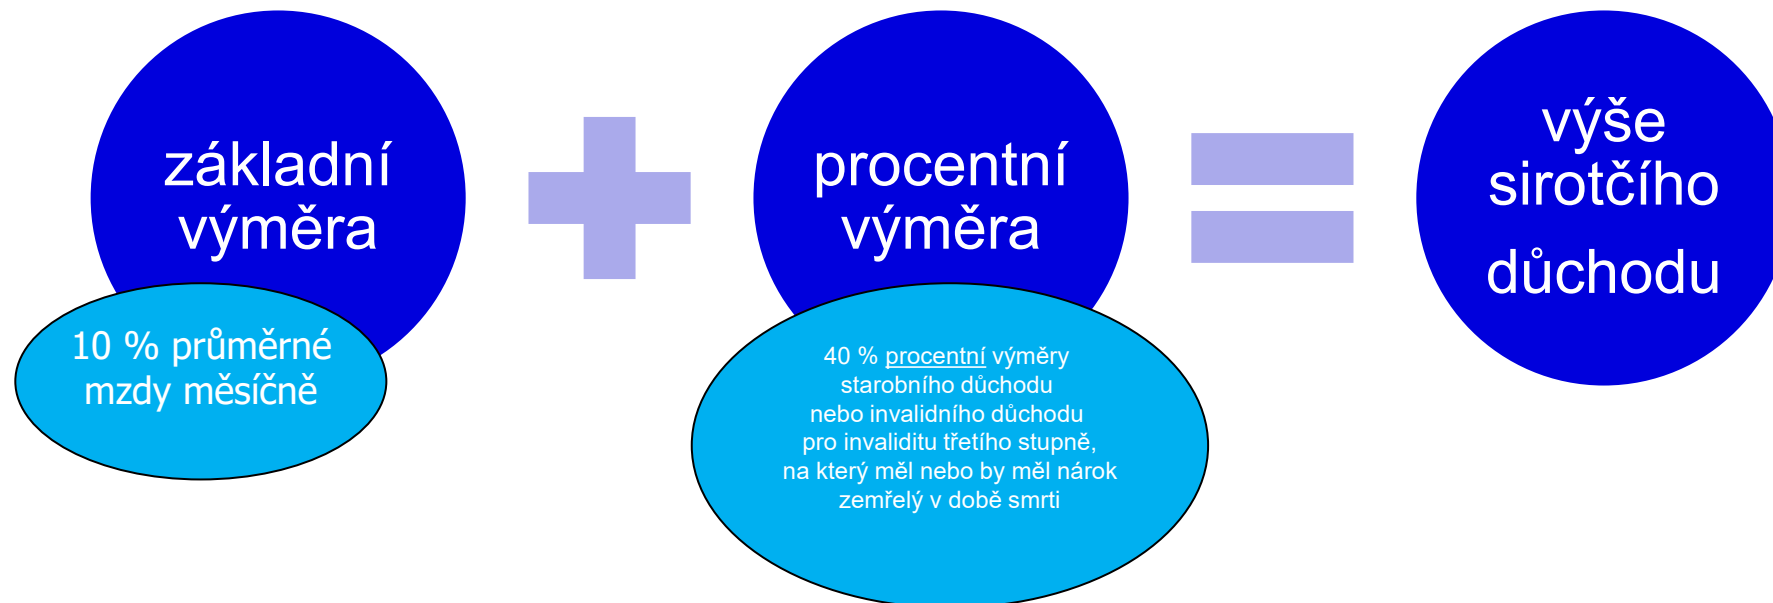 základní
výměra
10 % průměrné
mzdy měsíčně
procentní
výměra
40 % procentní výměry
starobního důchodu
nebo invalidního důchodu
pro invaliditu třetího stupně,
na který měl nebo by měl nárok
zemřelý v době smrti
výše
sirotčího
důchodu